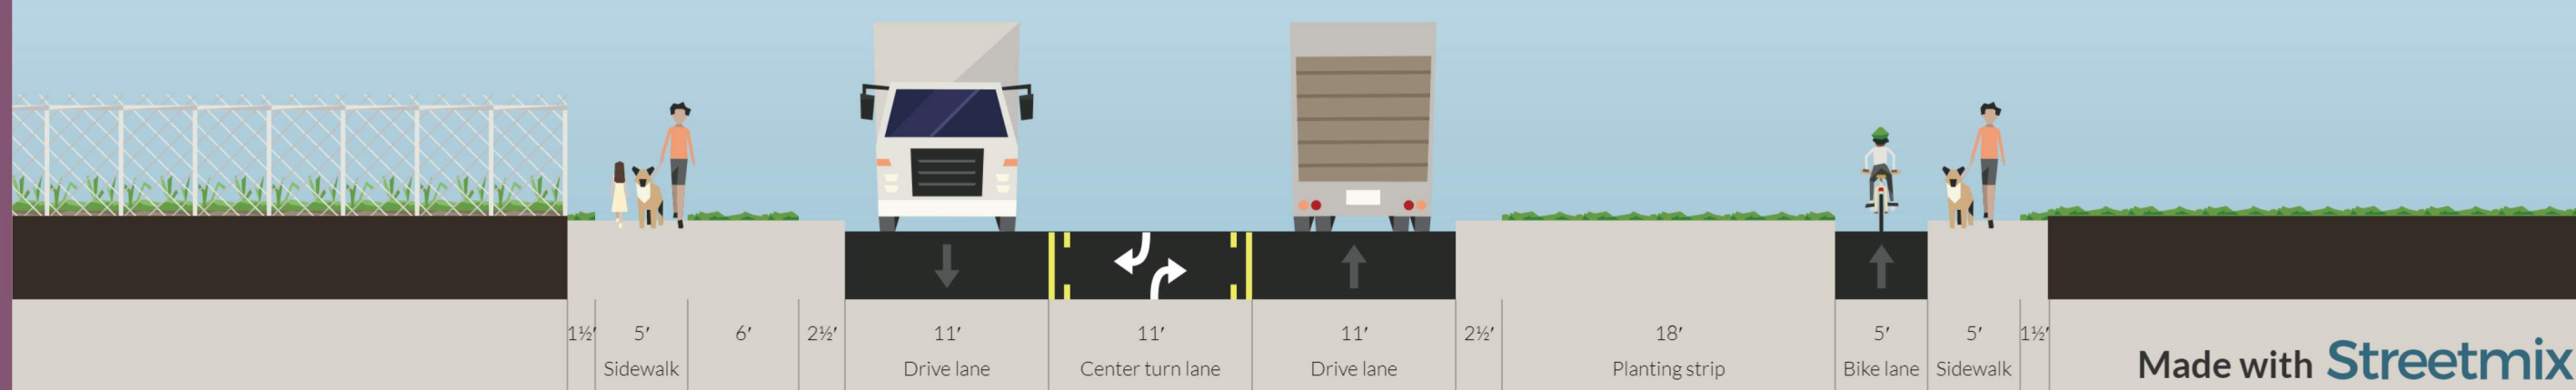 1½′ 5′ 6′ 2½′ 11′ 11′ 11′ 2½′ 18′ 5′ 5′ 1½′
Sidewalk Drive lane Center turn lane Drive lane Planting strip Bike lane Sidewalk
Made with Streetmix